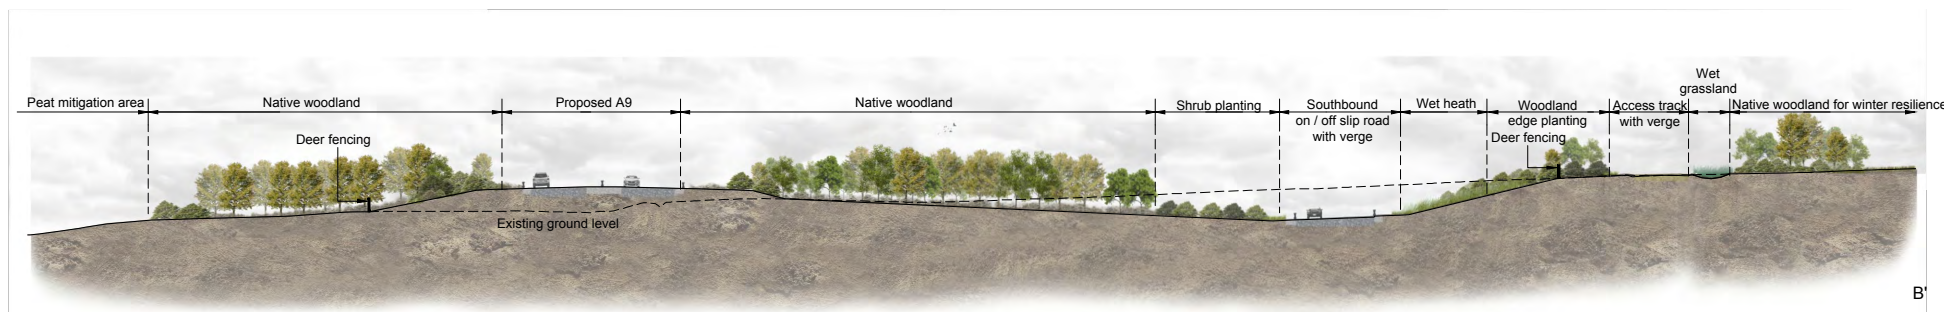 Wet
grassland
Peat mitigation area
Native woodland
Proposed A9
Native woodland
Shrub planting
Southbound
on / off slip road
with verge
Wet heath
Woodland
edge planting
Access track
with verge
Native woodland for winter resilience
Deer fencing
Deer fencing
Existing ground level
B'